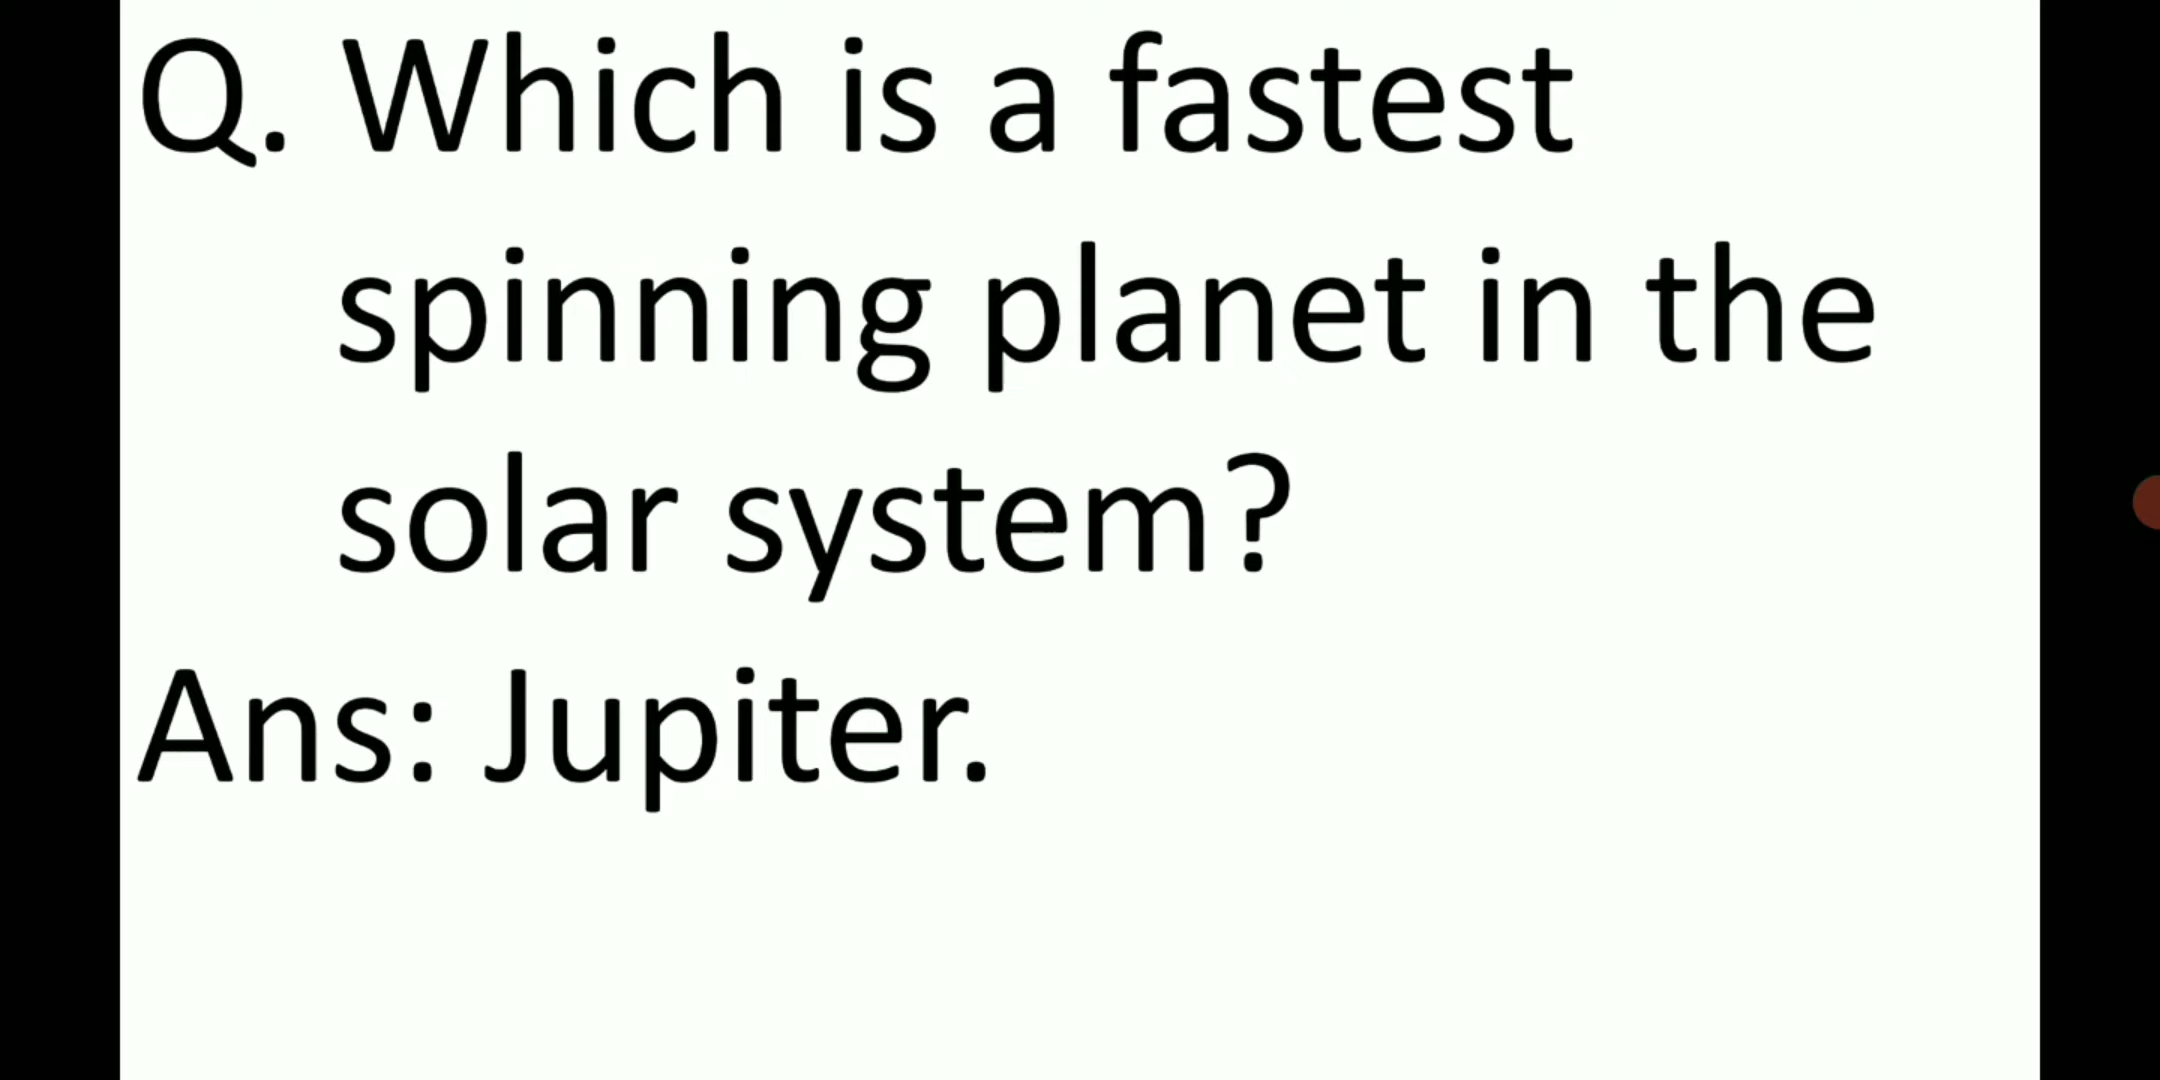 Q. Which is a fastest
spinning planet in the
solar system?
Ans: Jupiter.